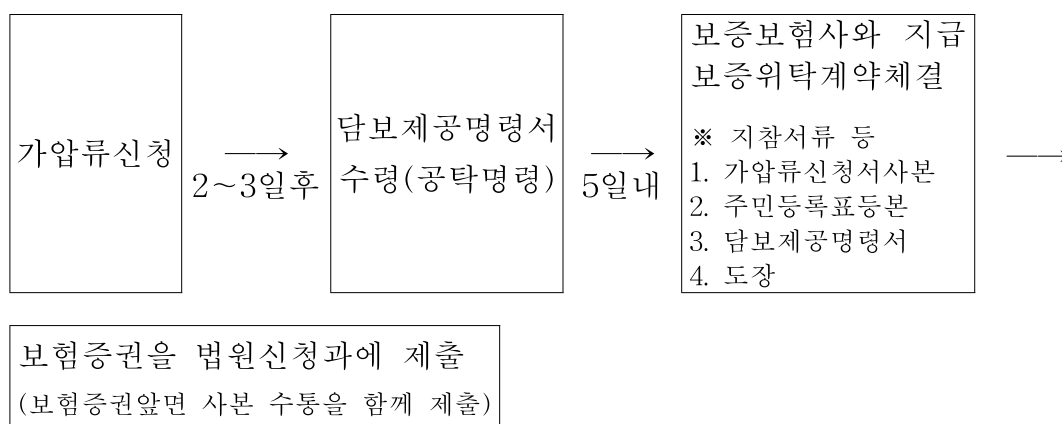 가압류신청
⟶
2～3일후
담보제공명령서
수령(공탁명령)
⟶
5일내
보증보험사와 지급
보증위탁계약체결
※ 지참서류 등
1. 가압류신청서사본
2. 주민등록표등본
3. 담보제공명령서
4. 도장
⟶
보험증권을 법원신청과에 제출
(보험증권앞면 사본 수통을 함께 제출)